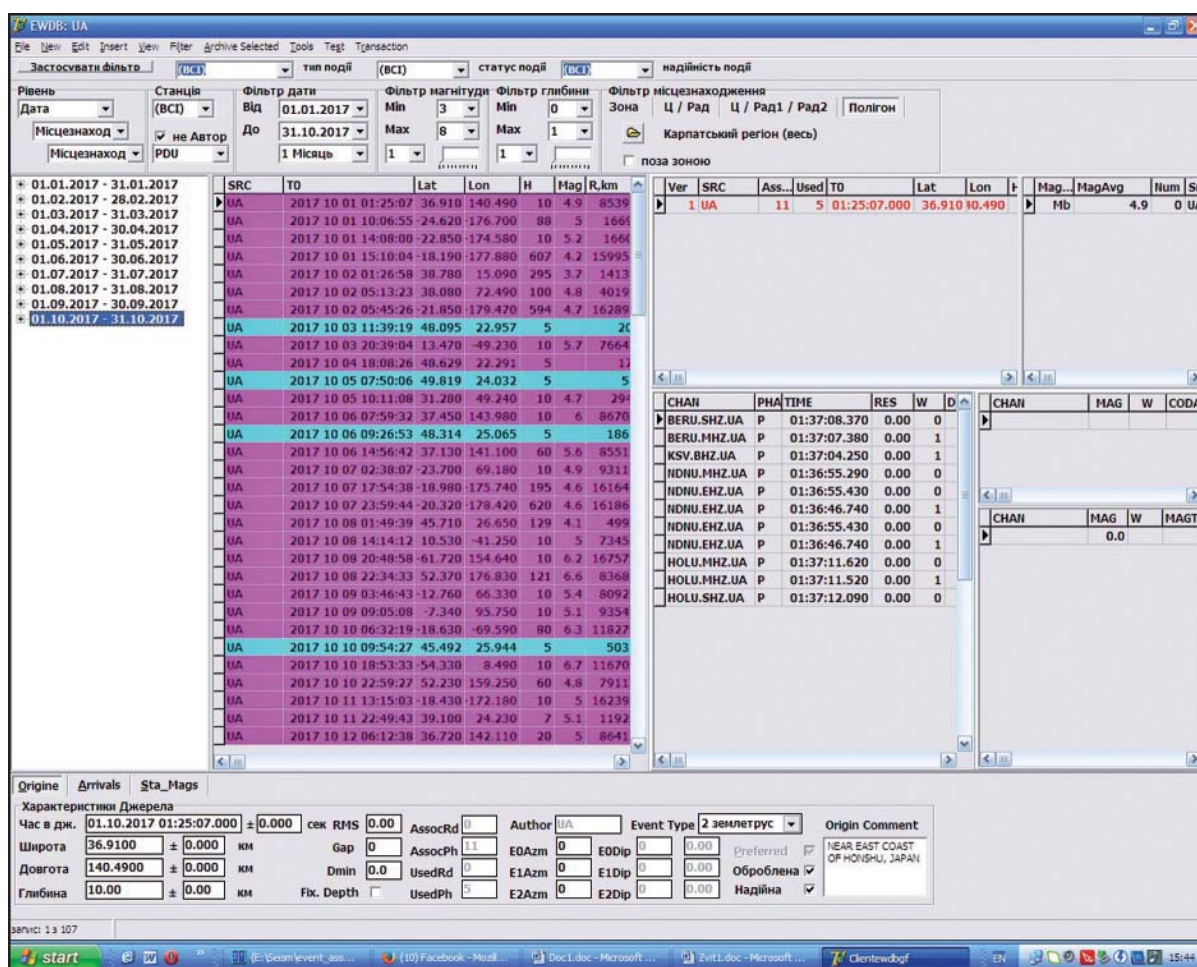 EWDB: UA
File New Edit Insert View Filter Archive Selected Tools Test Transaction
Застосувати фільтр (ВСІ) тип події (ВСІ) статус події (ВСІ) надійність події
Рівень Станція Фільтр дати Фільтр магнітуди Фільтр глибини Фільтр місцезнаходження
Дата (ВСІ) Від 01.01.2017 Min 3 Min 0 Зона Ц / Рад Ц / Рад1 / Рад2 Полігон
Місцезнаход не Автор До 31.10.2017 Max 8 Max 1 Карпатський регіон (весь)
Місцезнаход PDU 1 Місяць 1 1 поза зоною
01.01.2017 - 31.01.2017
01.02.2017 - 28.02.2017
01.03.2017 - 31.03.2017
01.04.2017 - 30.04.2017
01.05.2017 - 31.05.2017
01.06.2017 - 30.06.2017
01.07.2017 - 31.07.2017
01.08.2017 - 31.08.2017
01.09.2017 - 30.09.2017
01.10.2017 - 31.10.2017
SRC T0 Lat Lon H Mag R,km
UA 2017 10 01 01:25:07 36.910 140.490 10 4.9 8539
UA 2017 10 01 10:06:55 -24.620 -176.700 88 5 1669
UA 2017 10 01 14:08:00 -22.850 -174.580 10 5.2 1666
UA 2017 10 01 15:10:04 -18.190 -177.880 607 4.2 15995
UA 2017 10 02 01:26:58 38.780 15.090 295 3.7 1413
UA 2017 10 02 05:13:23 38.080 72.490 100 4.8 4019
UA 2017 10 02 05:45:26 -21.850 -179.470 594 4.7 16289
UA 2017 10 03 11:39:19 48.095 22.957 5 20
UA 2017 10 03 20:39:04 13.470 -49.230 10 5.7 7664
UA 2017 10 04 18:08:26 48.629 22.291 5 17
UA 2017 10 05 07:50:06 49.819 24.032 5 5
UA 2017 10 05 10:11:08 31.280 49.240 10 4.7 294
UA 2017 10 06 07:59:32 37.450 143.980 10 6 8670
UA 2017 10 06 09:26:53 48.314 25.065 5 186
UA 2017 10 06 14:56:42 37.130 141.100 60 5.6 8551
UA 2017 10 07 02:38:07 -23.700 69.180 10 4.9 9311
UA 2017 10 07 17:54:38 -18.980 -175.740 195 4.6 16164
UA 2017 10 07 23:59:44 -20.320 -178.420 620 4.6 16186
UA 2017 10 08 01:49:39 45.710 26.650 129 4.1 499
UA 2017 10 08 14:14:12 10.530 -41.250 10 5 7345
UA 2017 10 08 20:48:58 -61.720 154.640 10 6.2 16757
UA 2017 10 08 22:34:33 52.370 176.830 121 6.6 8368
UA 2017 10 09 03:46:43 -12.760 66.330 10 5.4 8092
UA 2017 10 09 09:05:08 -7.340 95.750 10 5.1 9354
UA 2017 10 10 06:32:19 -18.630 -69.590 80 6.3 11827
UA 2017 10 10 09:54:27 45.492 25.944 5 503
UA 2017 10 10 18:53:33 -54.330 8.490 10 6.7 11670
UA 2017 10 10 22:59:27 52.230 159.250 60 4.8 7911
UA 2017 10 11 13:15:03 -18.430 -172.180 10 5 16239
UA 2017 10 11 22:49:43 39.100 24.230 7 5.1 1192
UA 2017 10 12 06:12:38 36.720 142.110 20 5 8641
Ver SRC Ass... Used T0 Lat Lon
1 UA 11 5 01:25:07.000 36.910 40.490
Mag... MagAvg Num
Mb 4.9 0
CHAN PHA TIME RES W D
BERU.SHZ.UA P 01:37:08.370 0.00 0
BERU.MHZ.UA P 01:37:07.380 0.00 1
KSV.BHZ.UA P 01:37:04.250 0.00 1
NDNU.MHZ.UA P 01:36:55.290 0.00 0
NDNU.EHZ.UA P 01:36:55.430 0.00 0
NDNU.EHZ.UA P 01:36:46.740 0.00 1
NDNU.EHZ.UA P 01:36:55.430 0.00 0
NDNU.EHZ.UA P 01:36:46.740 0.00 1
HOLU.MHZ.UA P 01:37:11.620 0.00 0
HOLU.MHZ.UA P 01:37:11.520 0.00 1
HOLU.SHZ.UA P 01:37:12.090 0.00 0
CHAN MAG W CODA
CHAN MAG W MAGT
0.0
Origine Arrivals Sta_Mags
Характеристики Джерела
Час в дж. 01.10.2017 01:25:07.000 ± 0.000 сек RMS 0.00 AssocRd 0 Author UA Event Type 2 землетрус Origin Comment
Широта 36.9100 ± 0.000 км Gap 0 AssocPh 11 E0Azm 0 E0Dip 0 0.00 Preferred NEAR EAST COAST OF HONSHU, JAPAN
Довгота 140.4900 ± 0.000 км Dmin 0.0 UsedRd 0 E1Azm 0 E1Dip 0 0.00 Оброблена
Глибина 10.00 ± 0.00 км Fix. Depth UsedPh 5 E2Azm 0 E2Dip 0 0.00 Надійна
запис: 1 з 107
start (E:\Seism\event_ass... (10) Facebook - Mozil... Doc1.doc - Microsoft ... Zvit1.doc - Microsoft ... Clientewdbgf EN 15:44